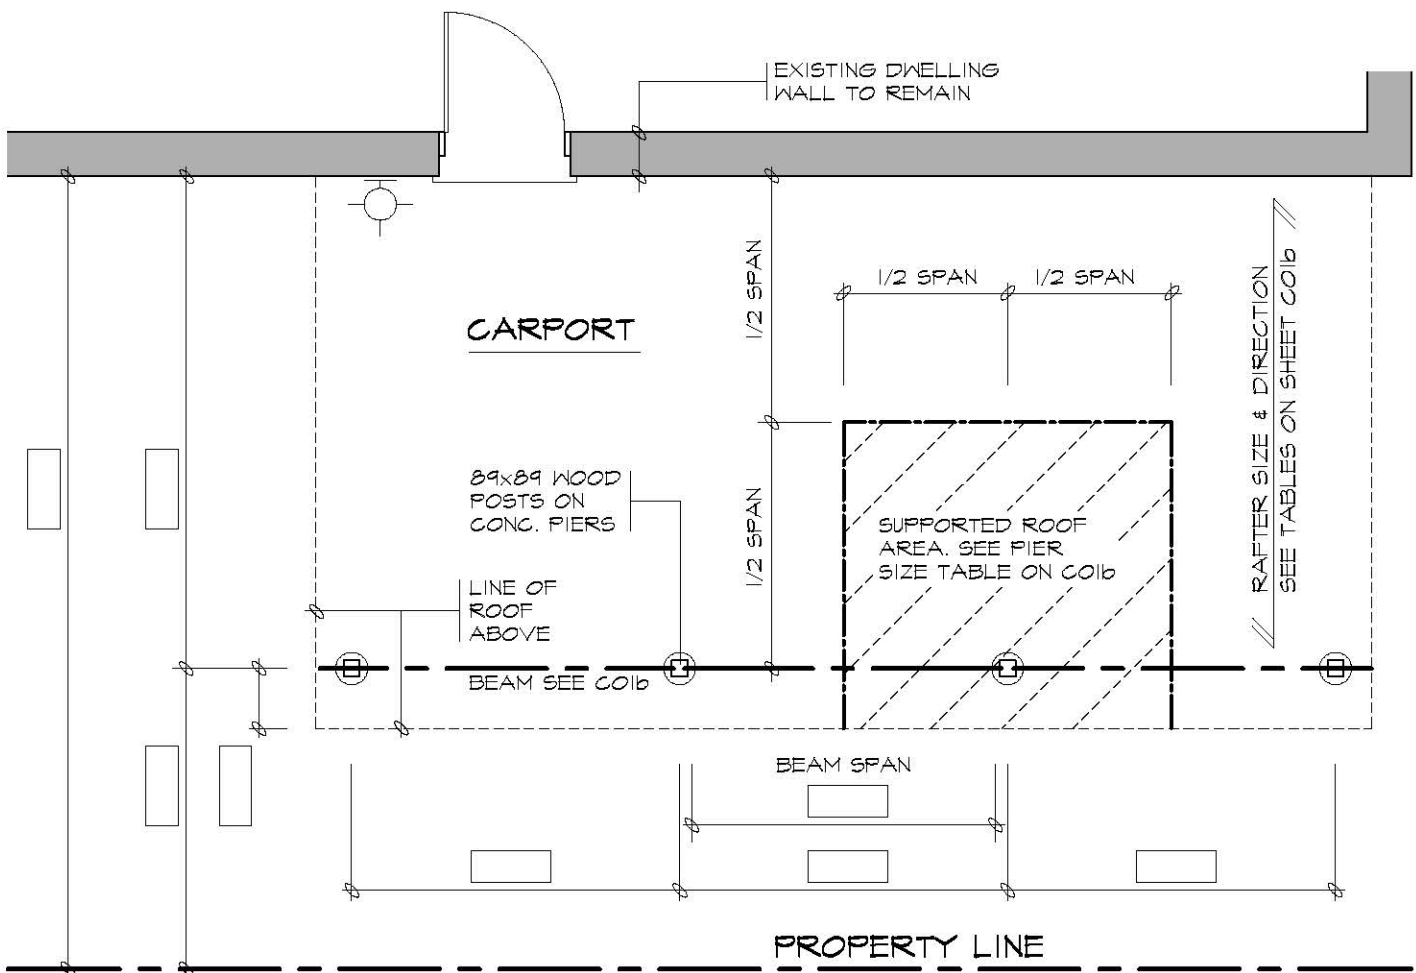 EXISTING DWELLING
WALL TO REMAIN
1/2 SPAN
1/2 SPAN
1/2 SPAN
CARPORT
RAFTER SIZE & DIRECTION
SEE TABLES ON SHEET C01b
89x89 WOOD
POSTS ON
CONC. PIERS
1/2 SPAN
SUPPORTED ROOF
AREA. SEE PIER
SIZE TABLE ON C01b
LINE OF
ROOF
ABOVE
BEAM SEE C01b
BEAM SPAN
PROPERTY LINE